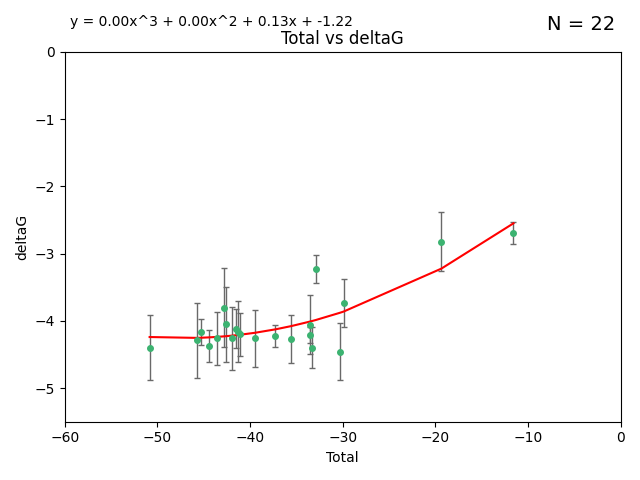 y = 0.00x^3 + 0.00x^2 + 0.13x + -1.22
N = 22
Total vs deltaG
0
−1
−2
−3
−4
−5
deltaG
−60 −50 −40 −30 −20 −10 0
Total